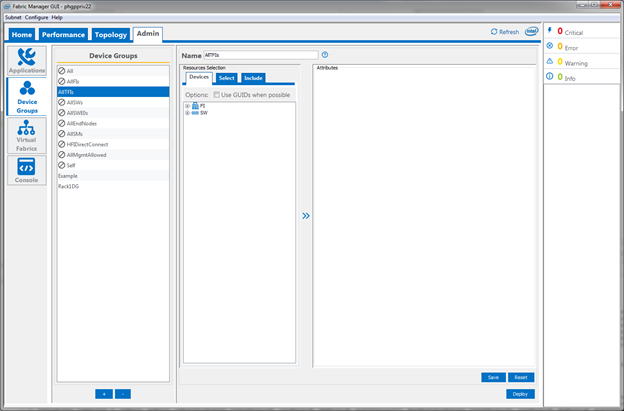 Fabric Manager GUI - phgppriv22
Subnet Configure Help
Home Performance Topology Admin
Refresh
intel
Applications
Device Groups
Virtual Fabrics
Console
Device Groups
All
AllFIs
AllTFIs
AllSWs
AllSWE0s
AllEndNodes
AllSMs
HFIDirectConnect
AllMgmtAllowed
Self
Example
Rack1DG
+ -
Name AllTFIs
Resources Selection
Devices Select Include
Options: Use GUIDs when possible
FI
SW
Attributes
Save Reset
Deploy
0 Critical
0 Error
0 Warning
0 Info